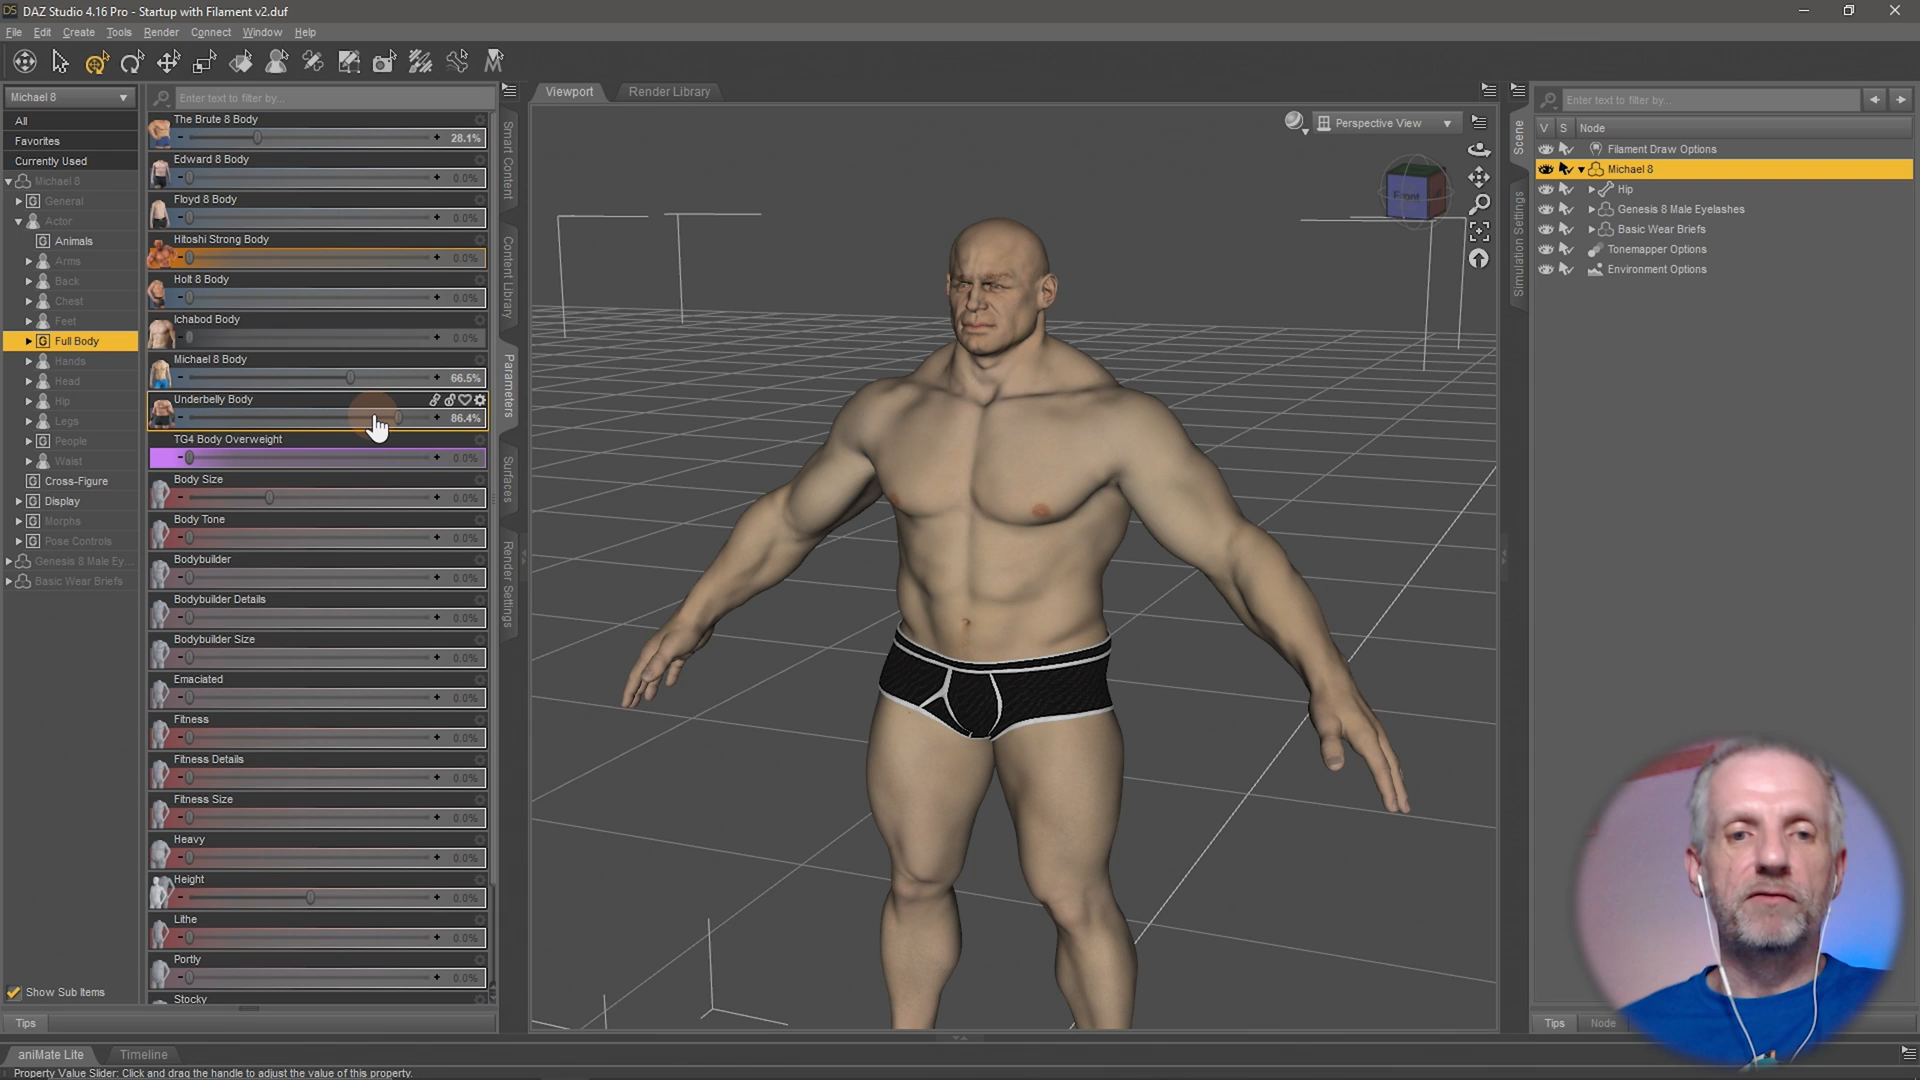 DAZ Studio 4.16 Pro - Startup with Filament v2.duf
File Edit Create Tools Render Connect Window Help
Michael 8
All
Favorites
Currently Used
Michael 8
General
Actor
Animals
Arms
Back
Chest
Feet
Full Body
Hands
Head
Hip
Legs
People
Waist
Cross-Figure
Display
Morphs
Pose Controls
Genesis 8 Male Ey...
Basic Wear Briefs
Show Sub Items
Tips
Enter text to filter by...
The Brute 8 Body
28.1%
Edward 8 Body
0.0%
Floyd 8 Body
0.0%
Hitoshi Strong Body
0.0%
Holt 8 Body
0.0%
Ichabod Body
0.0%
Michael 8 Body
66.5%
Underbelly Body
86.4%
TG4 Body Overweight
0.0%
Body Size
0.0%
Body Tone
0.0%
Bodybuilder
0.0%
Bodybuilder Details
0.0%
Bodybuilder Size
0.0%
Emaciated
0.0%
Fitness
0.0%
Fitness Details
0.0%
Fitness Size
0.0%
Heavy
0.0%
Height
0.0%
Lithe
0.0%
Portly
0.0%
Stocky
Smart Content
Content Library
Parameters
Surfaces
Render Settings
Viewport
Render Library
Perspective View
Front
Scene
Simulation Settings
Enter text to filter by...
V S Node
Filament Draw Options
Michael 8
Hip
Genesis 8 Male Eyelashes
Basic Wear Briefs
Tonemapper Options
Environment Options
Tips
Node
aniMate Lite
Timeline
Property Value Slider: Click and drag the handle to adjust the value of this property.